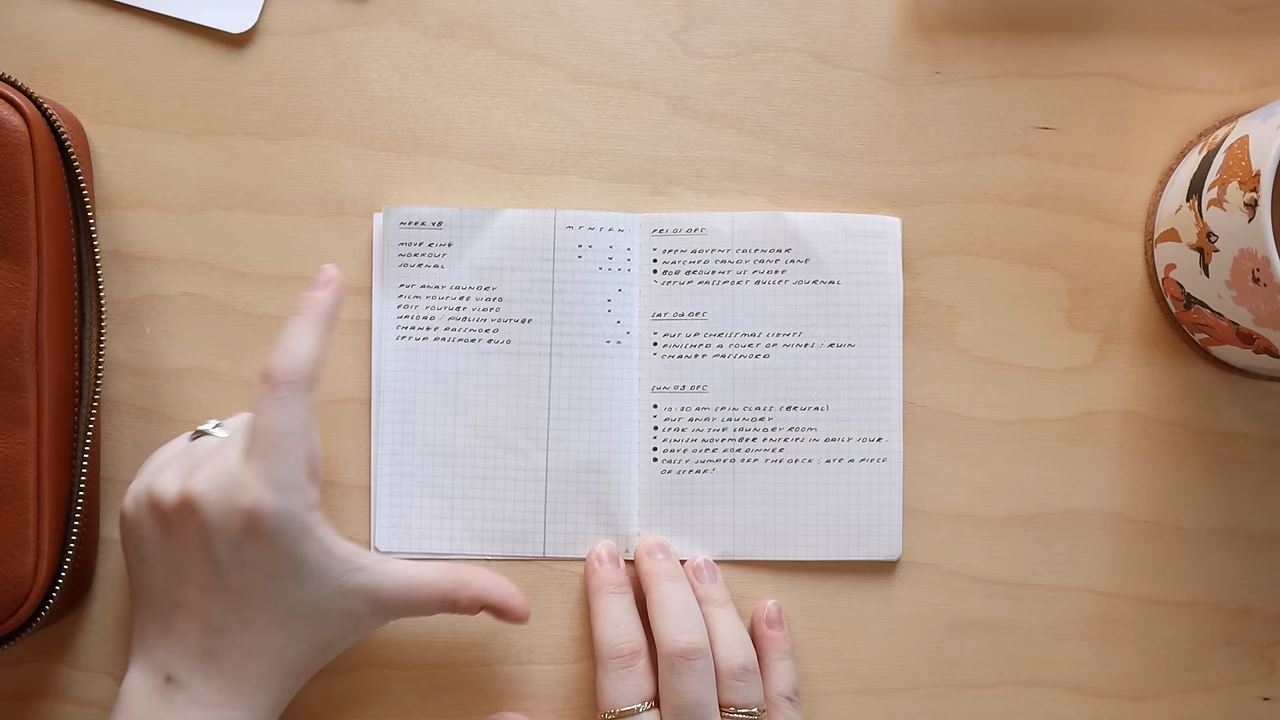 WEEK 48
M T W T F S S
MOVE RING
WORKOUT
JOURNAL
PUT AWAY LAUNDRY
FILM YOUTUBE VIDEO
EDIT YOUTUBE VIDEO
UPLOAD & PUBLISH YOUTUBE
CHANGE PASSWORD
SETUP PASSPORT BUJO
FRI 01 DEC
× OPEN ADVENT CALENDAR
• WATCHED CANDY CANE LANE
• BOB BROUGHT US FUDGE
SETUP PASSPORT BULLET JOURNAL
SAT 02 DEC
× PUT UP CHRISTMAS LIGHTS
• FINISHED A COURT OF WINGS & RUIN
× CHANGE PASSWORD
SUN 03 DEC
• 10:30 AM SPIN CLASS (BRUTAL)
× PUT AWAY LAUNDRY
• LEAK IN THE LAUNDRY ROOM
× FINISH NOVEMBER ENTRIES IN DAILY JOUR.
• DAVE OVER FOR DINNER
• CASSY JUMPED OFF THE DECK & ATE A PIECE
OF STEAK!